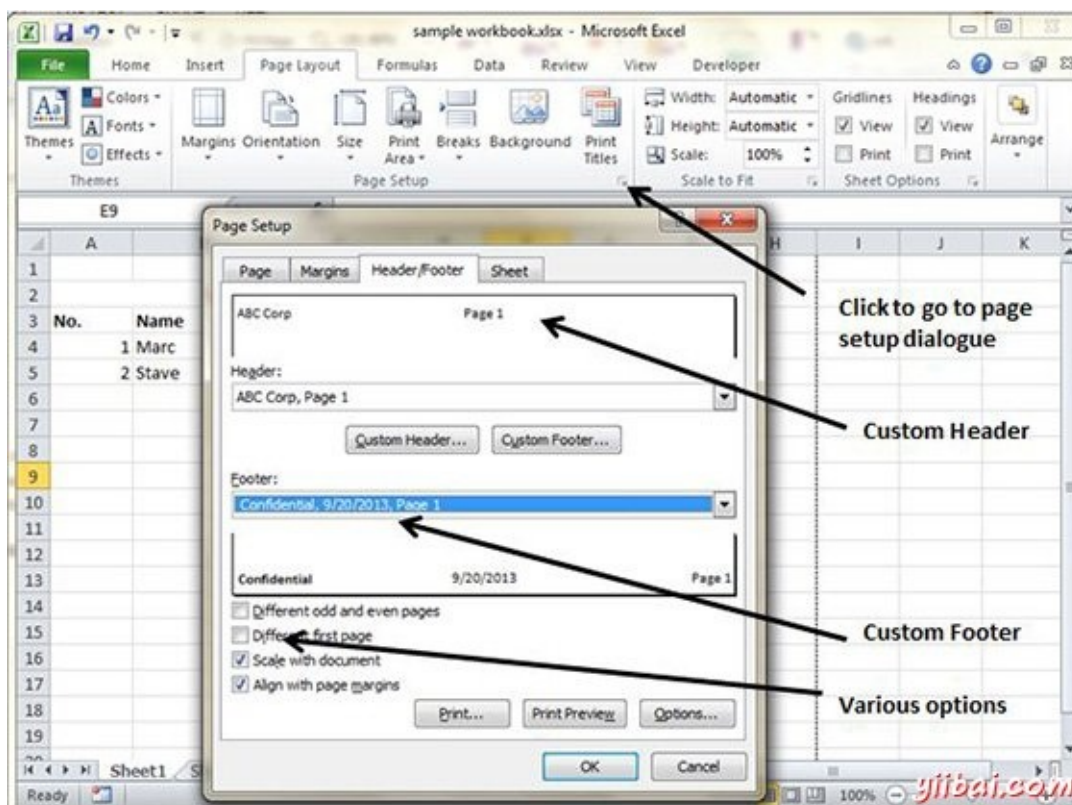 sample workbook.xlsx - Microsoft Excel
File Home Insert Page Layout Formulas Data Review View Developer
Themes Colors Fonts Effects Margins Orientation Size Print Area Breaks Background Print Titles Width: Automatic Height: Automatic Scale: 100% Gridlines View Print Headings View Print Arrange
Themes Page Setup Scale to Fit Sheet Options
E9
A H I J K
Page Setup
Page Margins Header/Footer Sheet
ABC Corp Page 1
Header:
ABC Corp, Page 1
Custom Header... Custom Footer...
Footer:
Confidential, 9/20/2013, Page 1
Confidential 9/20/2013 Page 1
Different odd and even pages
Different first page
Scale with document
Align with page margins
Print... Print Preview Options...
OK Cancel
1
2
3 No. Name
4 1 Marc
5 2 Stave
6
7
8
9
10
11
12
13
14
15
16
17
18
19
Click to go to page
setup dialogue
Custom Header
Custom Footer
Various options
Sheet1
Ready 100%
yiibai.com